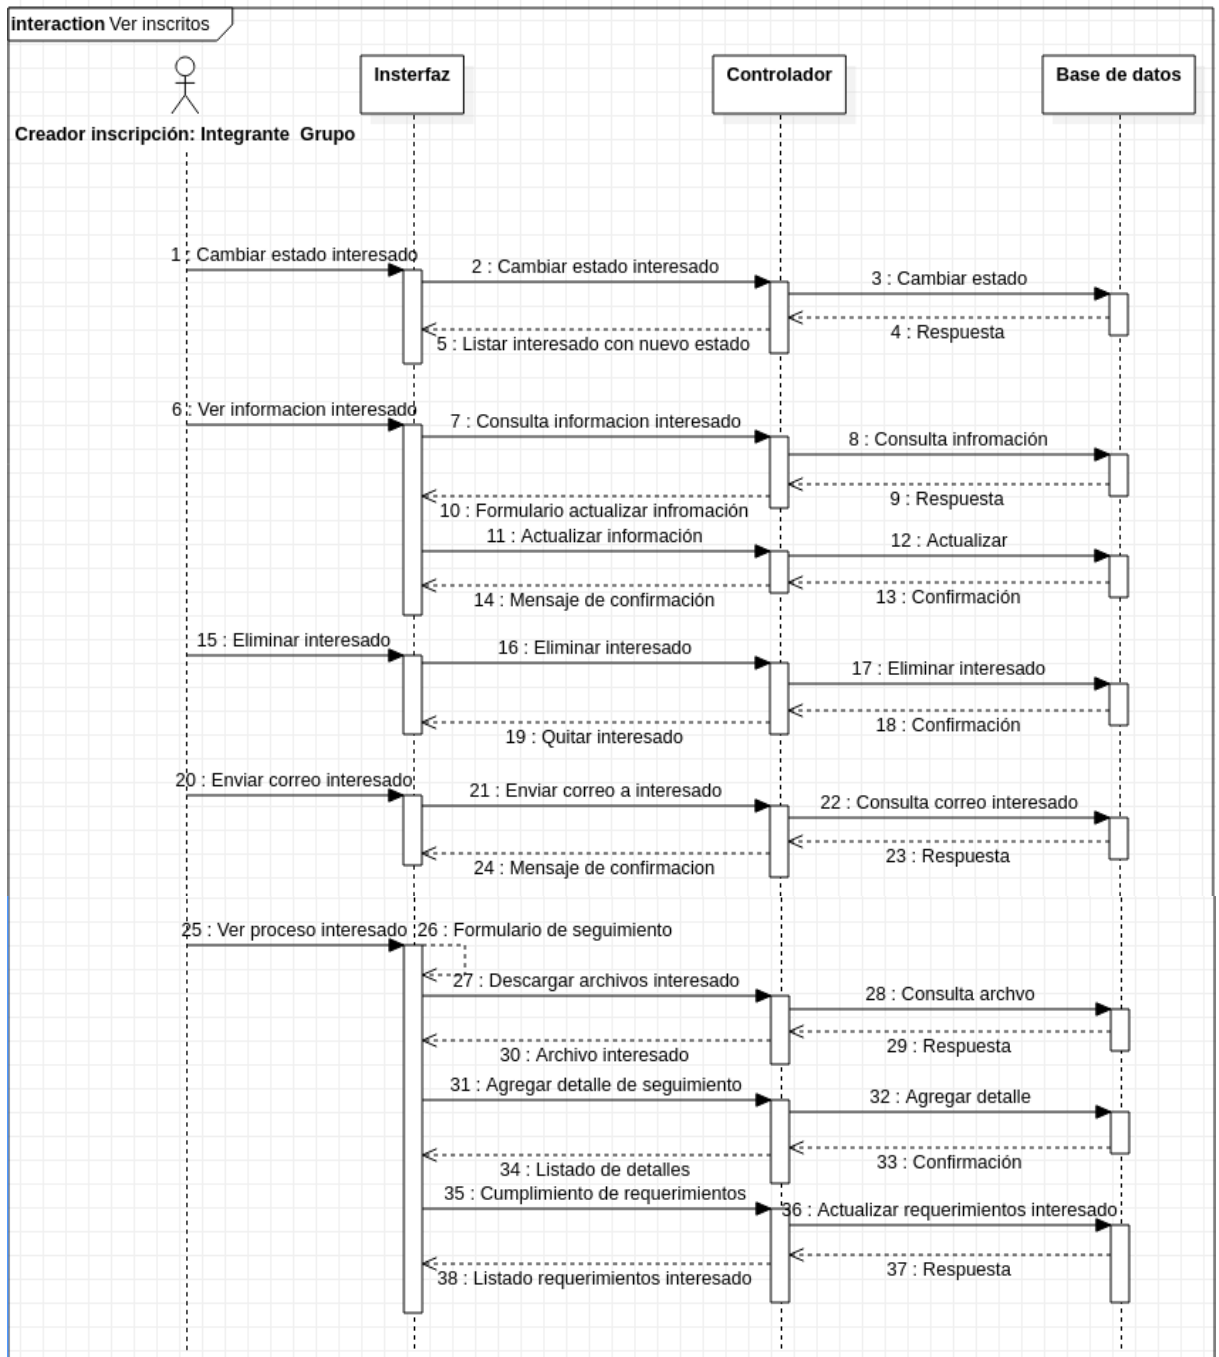 interaction Ver inscritos
Insterfaz
Controlador
Base de datos
Creador inscripción: Integrante  Grupo
1 : Cambiar estado interesado
2 : Cambiar estado interesado
3 : Cambiar estado
4 : Respuesta
5 : Listar interesado con nuevo estado
6 : Ver informacion interesado
7 : Consulta informacion interesado
8 : Consulta infromación
9 : Respuesta
10 : Formulario actualizar infromación
11 : Actualizar información
12 : Actualizar
13 : Confirmación
14 : Mensaje de confirmación
15 : Eliminar interesado
16 : Eliminar interesado
17 : Eliminar interesado
18 : Confirmación
19 : Quitar interesado
20 : Enviar correo interesado
21 : Enviar correo a interesado
22 : Consulta correo interesado
23 : Respuesta
24 : Mensaje de confirmacion
25 : Ver proceso interesado
26 : Formulario de seguimiento
27 : Descargar archivos interesado
28 : Consulta archvo
29 : Respuesta
30 : Archivo interesado
31 : Agregar detalle de seguimiento
32 : Agregar detalle
33 : Confirmación
34 : Listado de detalles
35 : Cumplimiento de requerimientos
36 : Actualizar requerimientos interesado
37 : Respuesta
38 : Listado requerimientos interesado